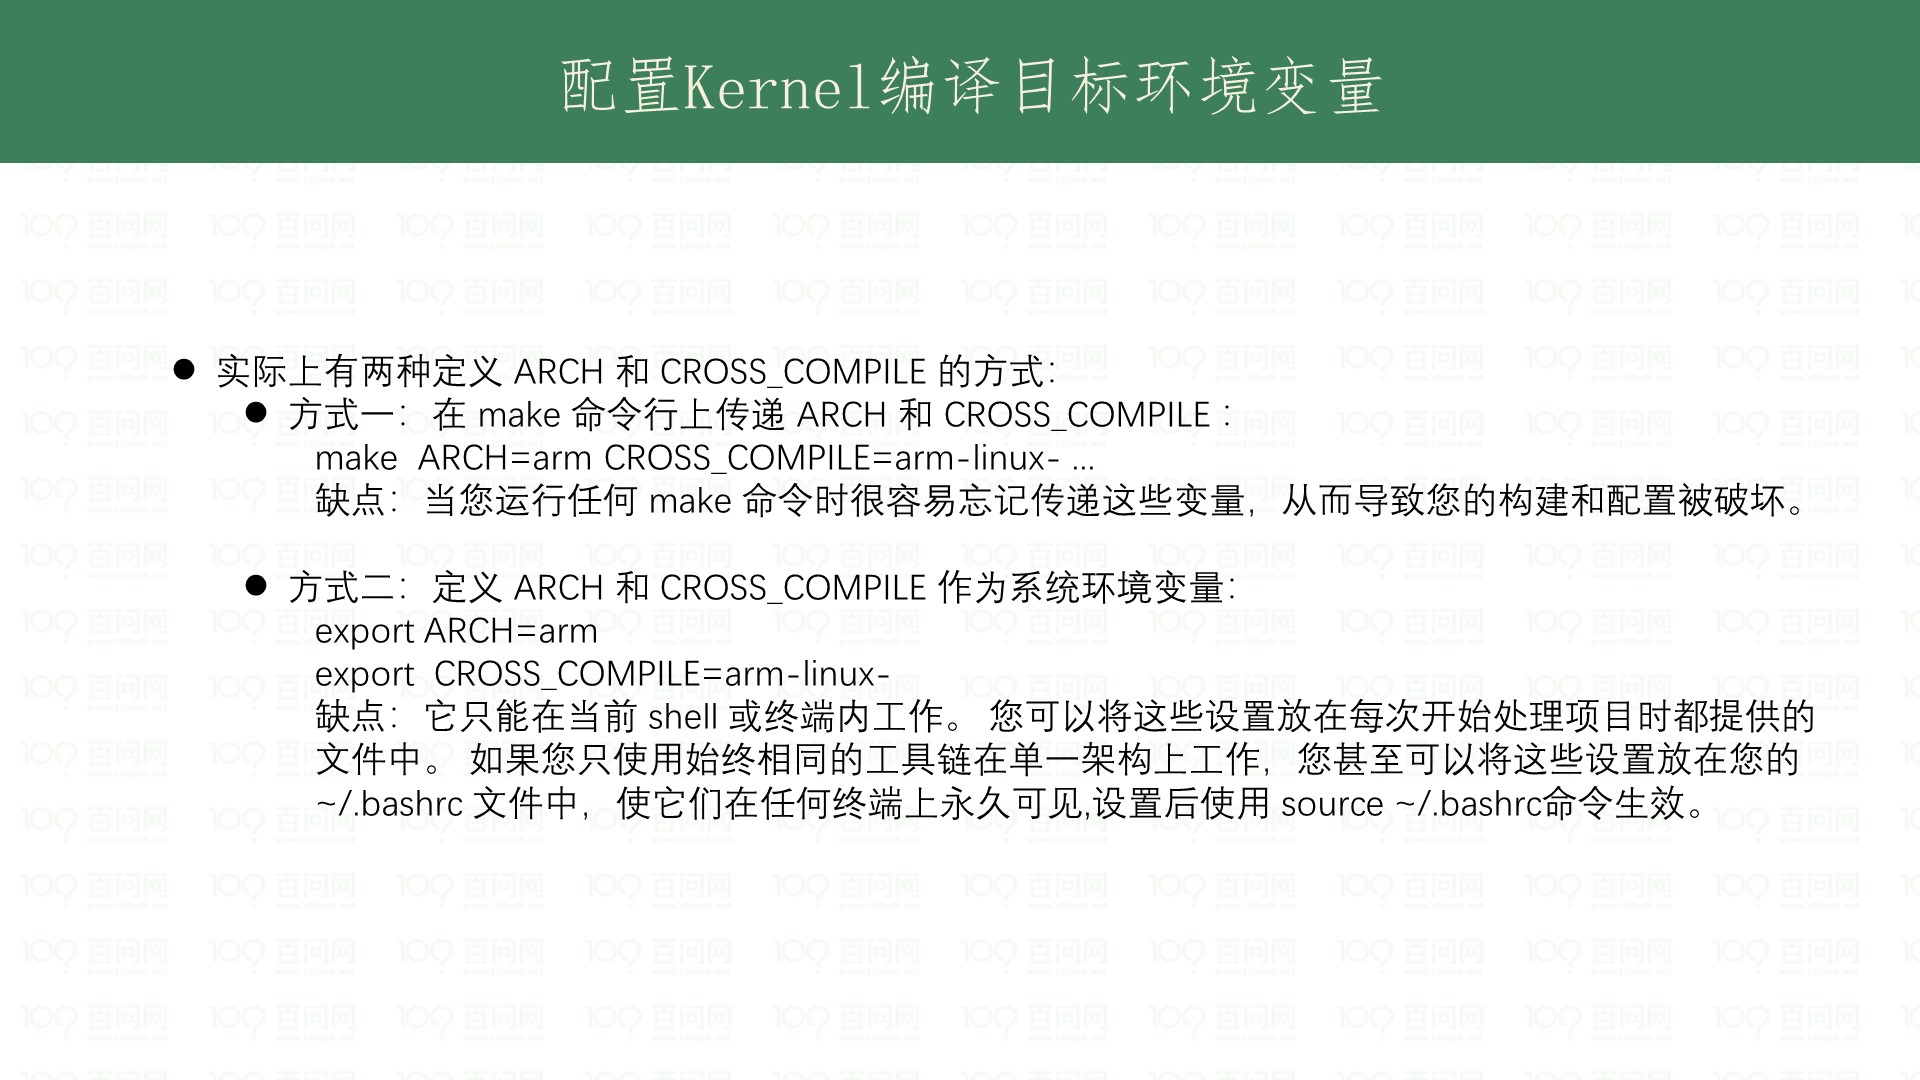 配置Kernel编译目标环境变量
● 实际上有两种定义 ARCH 和 CROSS_COMPILE 的方式：
● 方式一：在 make 命令行上传递 ARCH 和 CROSS_COMPILE：
make ARCH=arm CROSS_COMPILE=arm-linux- ...
缺点：当您运行任何 make 命令时很容易忘记传递这些变量，从而导致您的构建和配置被破坏。
● 方式二：定义 ARCH 和 CROSS_COMPILE 作为系统环境变量：
export ARCH=arm
export CROSS_COMPILE=arm-linux-
缺点：它只能在当前 shell 或终端内工作。 您可以将这些设置放在每次开始处理项目时都提供的
文件中。 如果您只使用始终相同的工具链在单一架构上工作，您甚至可以将这些设置放在您的
~/.bashrc 文件中，使它们在任何终端上永久可见,设置后使用 source ~/.bashrc命令生效。